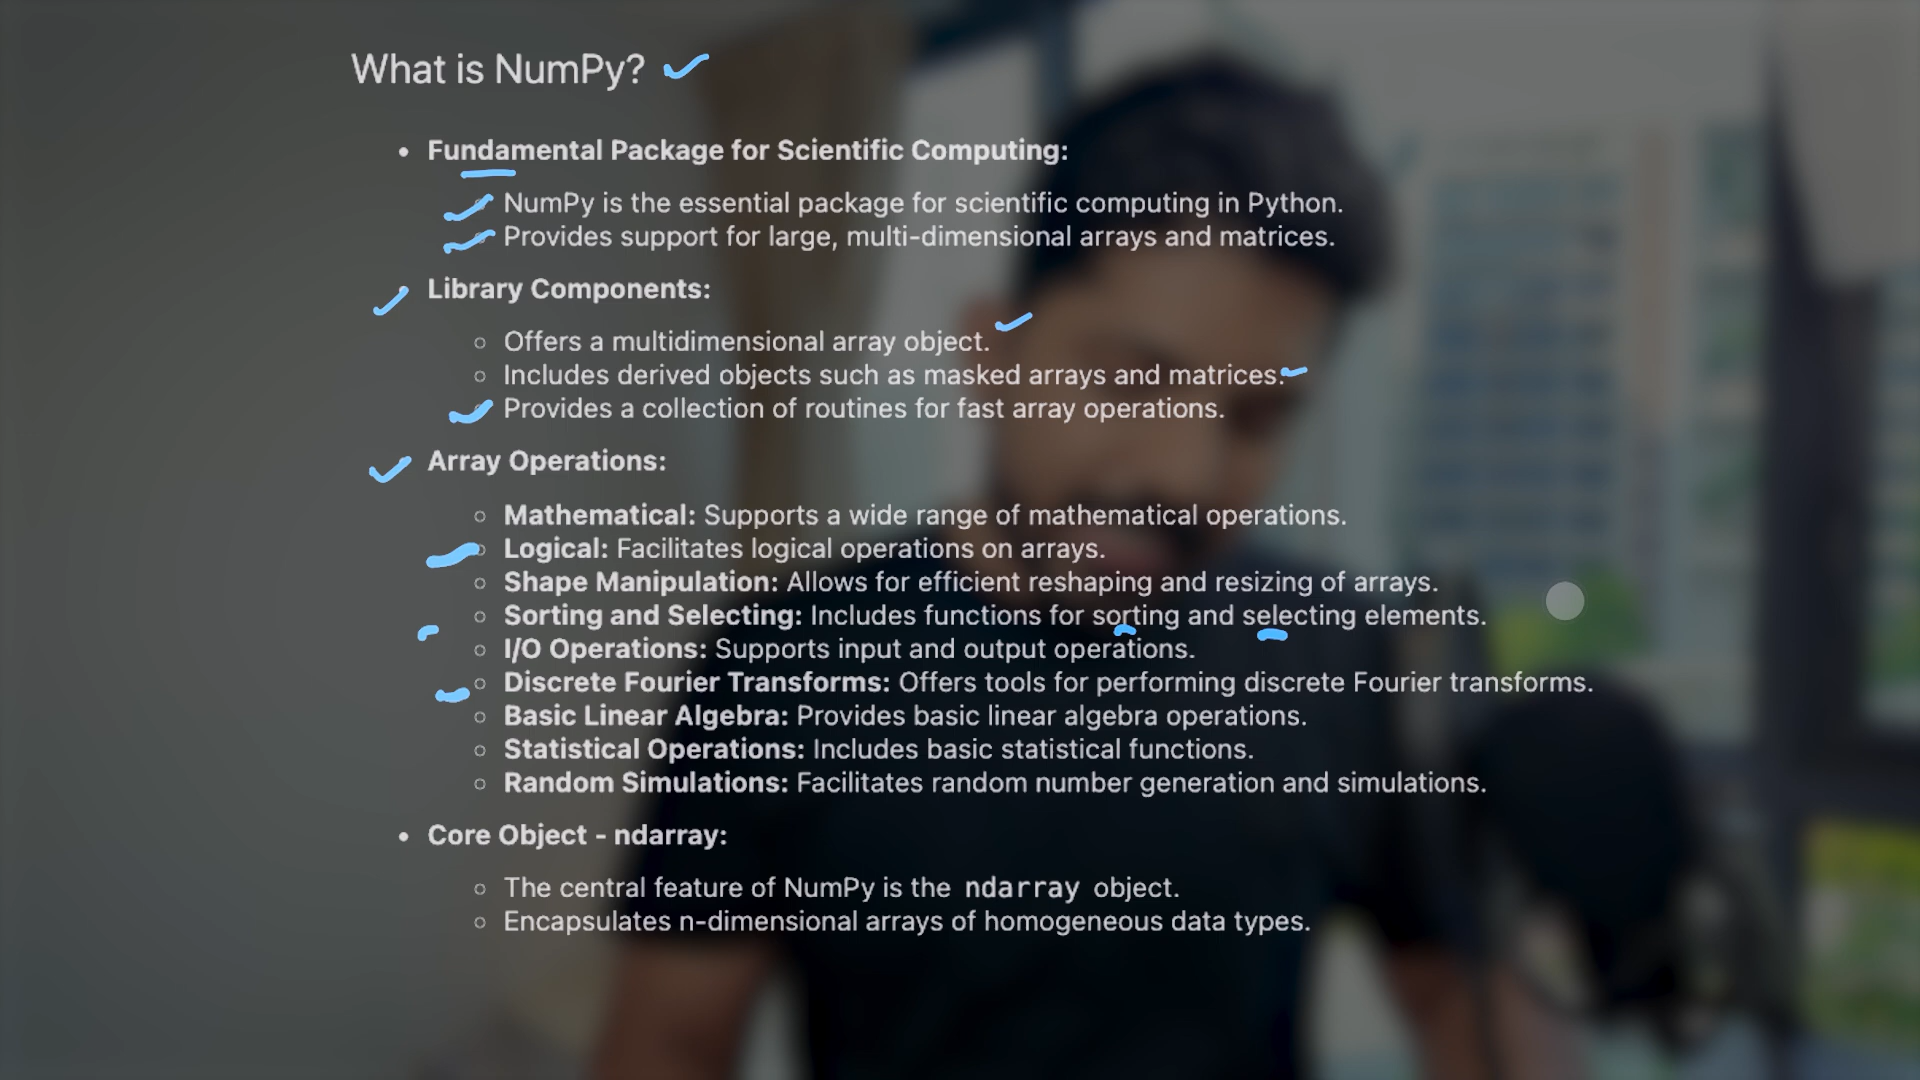 What is NumPy?
• Fundamental Package for Scientific Computing:
NumPy is the essential package for scientific computing in Python.
Provides support for large, multi-dimensional arrays and matrices.
Library Components:
Offers a multidimensional array object.
Includes derived objects such as masked arrays and matrices.
Provides a collection of routines for fast array operations.
Array Operations:
Mathematical: Supports a wide range of mathematical operations.
Logical: Facilitates logical operations on arrays.
Shape Manipulation: Allows for efficient reshaping and resizing of arrays.
Sorting and Selecting: Includes functions for sorting and selecting elements.
I/O Operations: Supports input and output operations.
Discrete Fourier Transforms: Offers tools for performing discrete Fourier transforms.
Basic Linear Algebra: Provides basic linear algebra operations.
Statistical Operations: Includes basic statistical functions.
Random Simulations: Facilitates random number generation and simulations.
• Core Object - ndarray:
The central feature of NumPy is the ndarray object.
Encapsulates n-dimensional arrays of homogeneous data types.